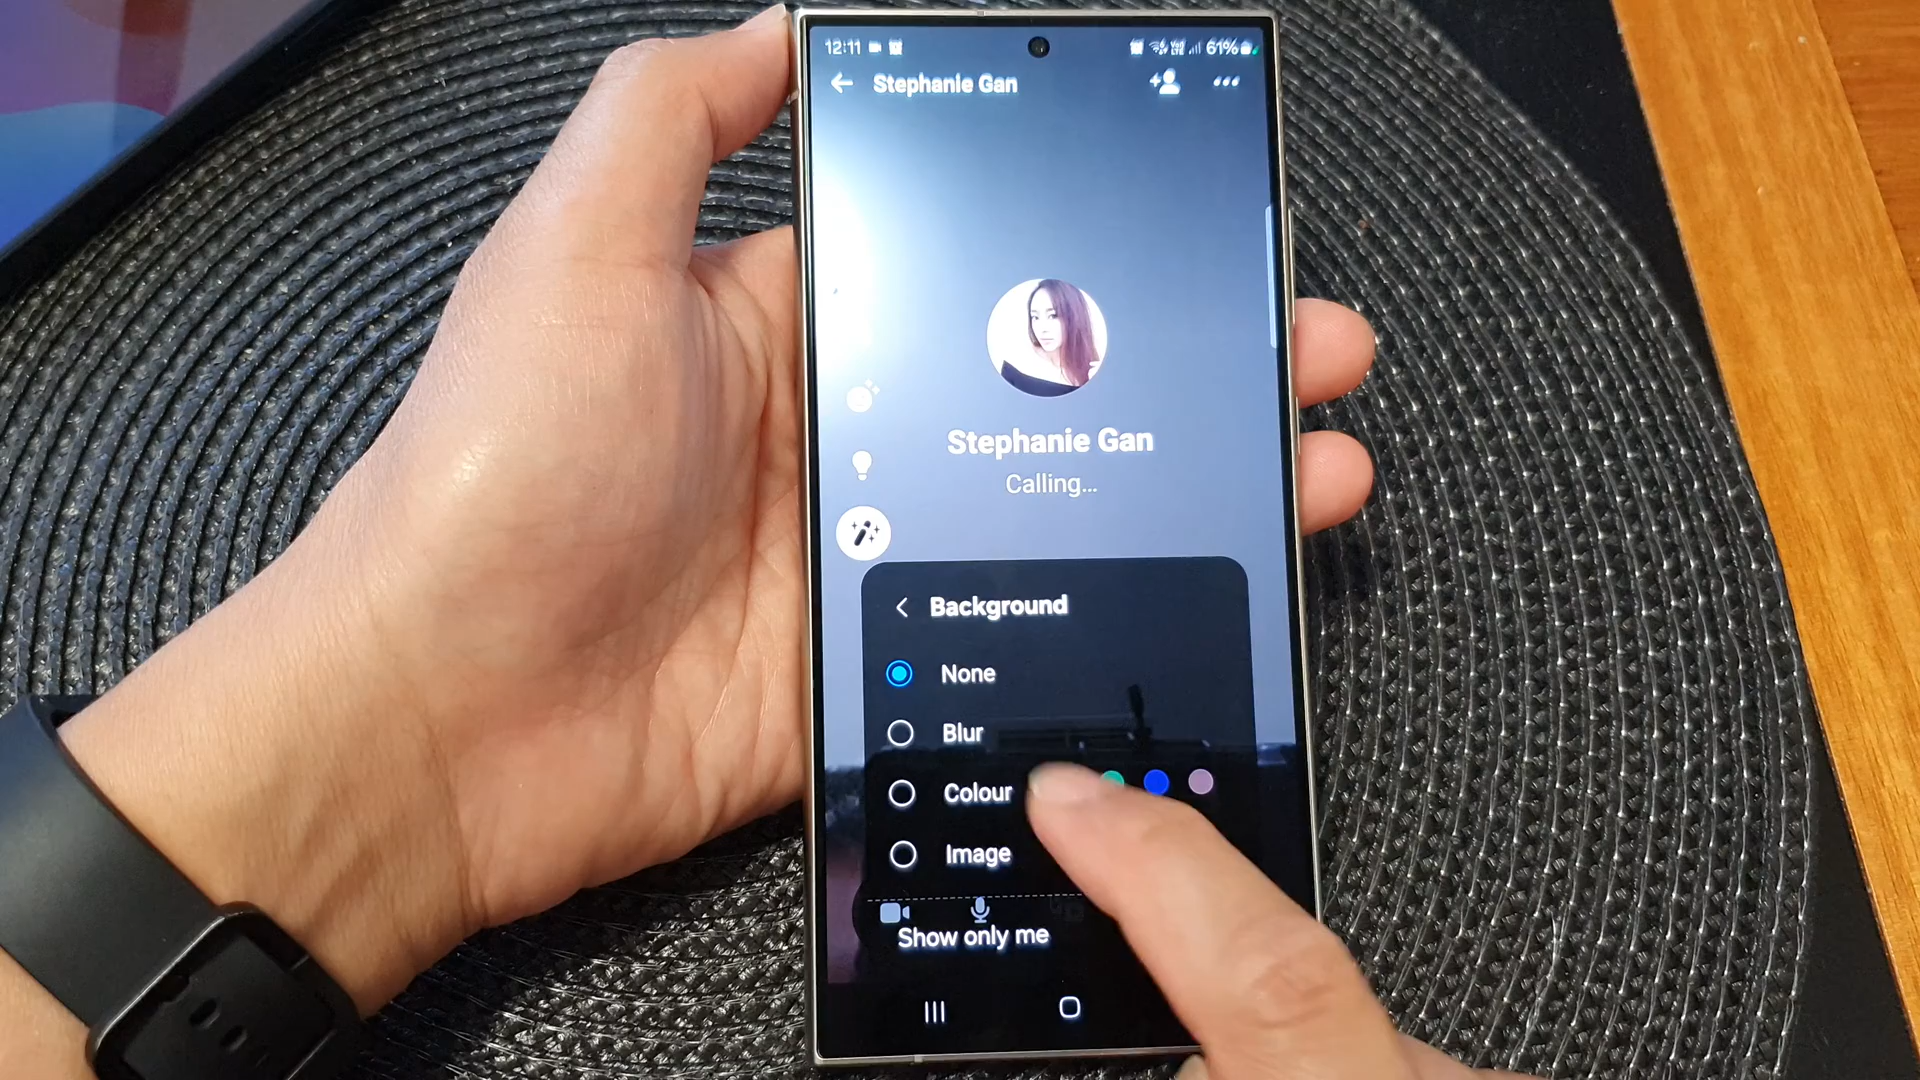 12:11 61%
Stephanie Gan
Stephanie Gan
Calling...
Background
None
Blur
Colour
Image
Show only me